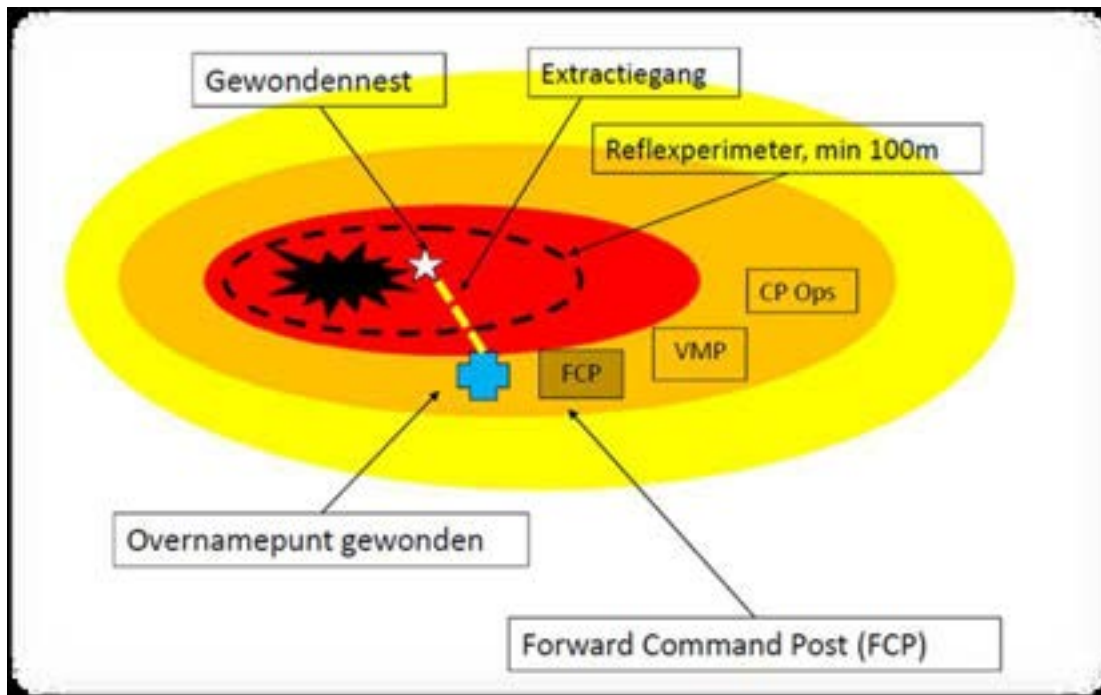 Gewondennest
Extractiegang
Reflexperimeter, min 100m
CP Ops
VMP
FCP
Overnamepunt gewonden
Forward Command Post (FCP)